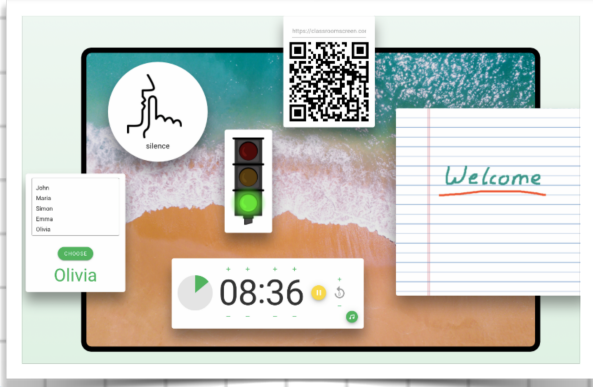 https://classroomscreen.com
silence
Welcome
John
Maria
Simon
Emma
Olivia
CHOOSE
Olivia
08:36